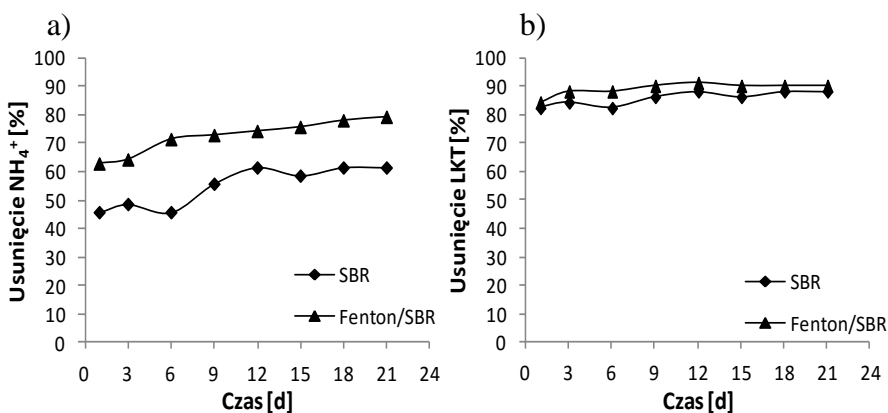 a)
Usunięcie NH₄⁺ [%]
100
90
80
70
60
50
40
30
20
10
0
SBR
Fenton/SBR
0 3 6 9 12 15 18 21 24
Czas [d]
b)
Usunięcie LKT [%]
100
90
80
70
60
50
40
30
20
10
0
SBR
Fenton/SBR
0 3 6 9 12 15 18 21 24
Czas [d]